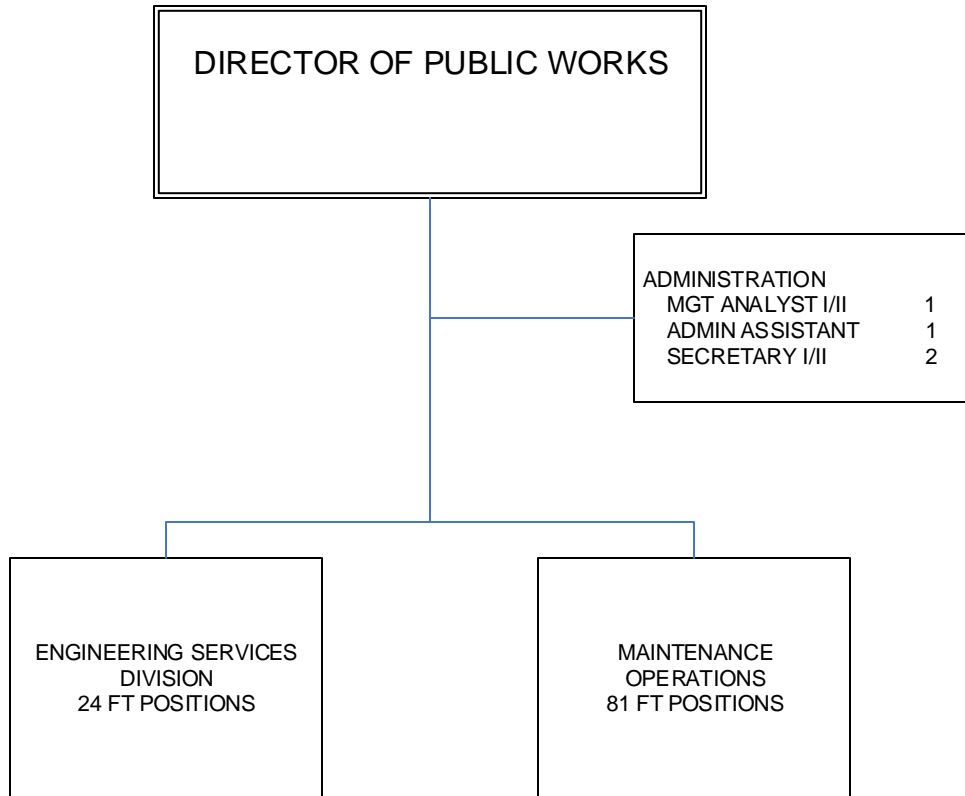 DIRECTOR OF PUBLIC WORKS
ADMINISTRATION
MGT ANALYST I/II 1
ADMIN ASSISTANT 1
SECRETARY I/II 2
ENGINEERING SERVICES
DIVISION
24 FT POSITIONS
MAINTENANCE
OPERATIONS
81 FT POSITIONS